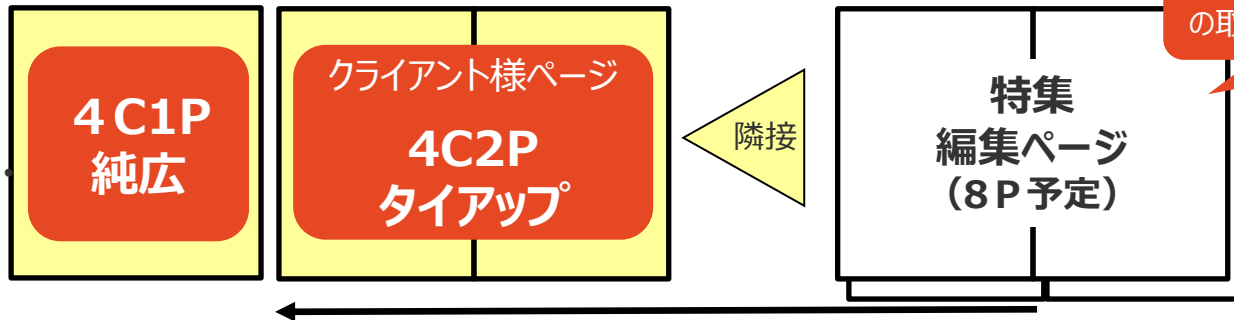 ４C1P
純広
クライアント様ページ
4C2P
タイアップ
隣接
特集
編集ページ
（８Ｐ予定）
の取